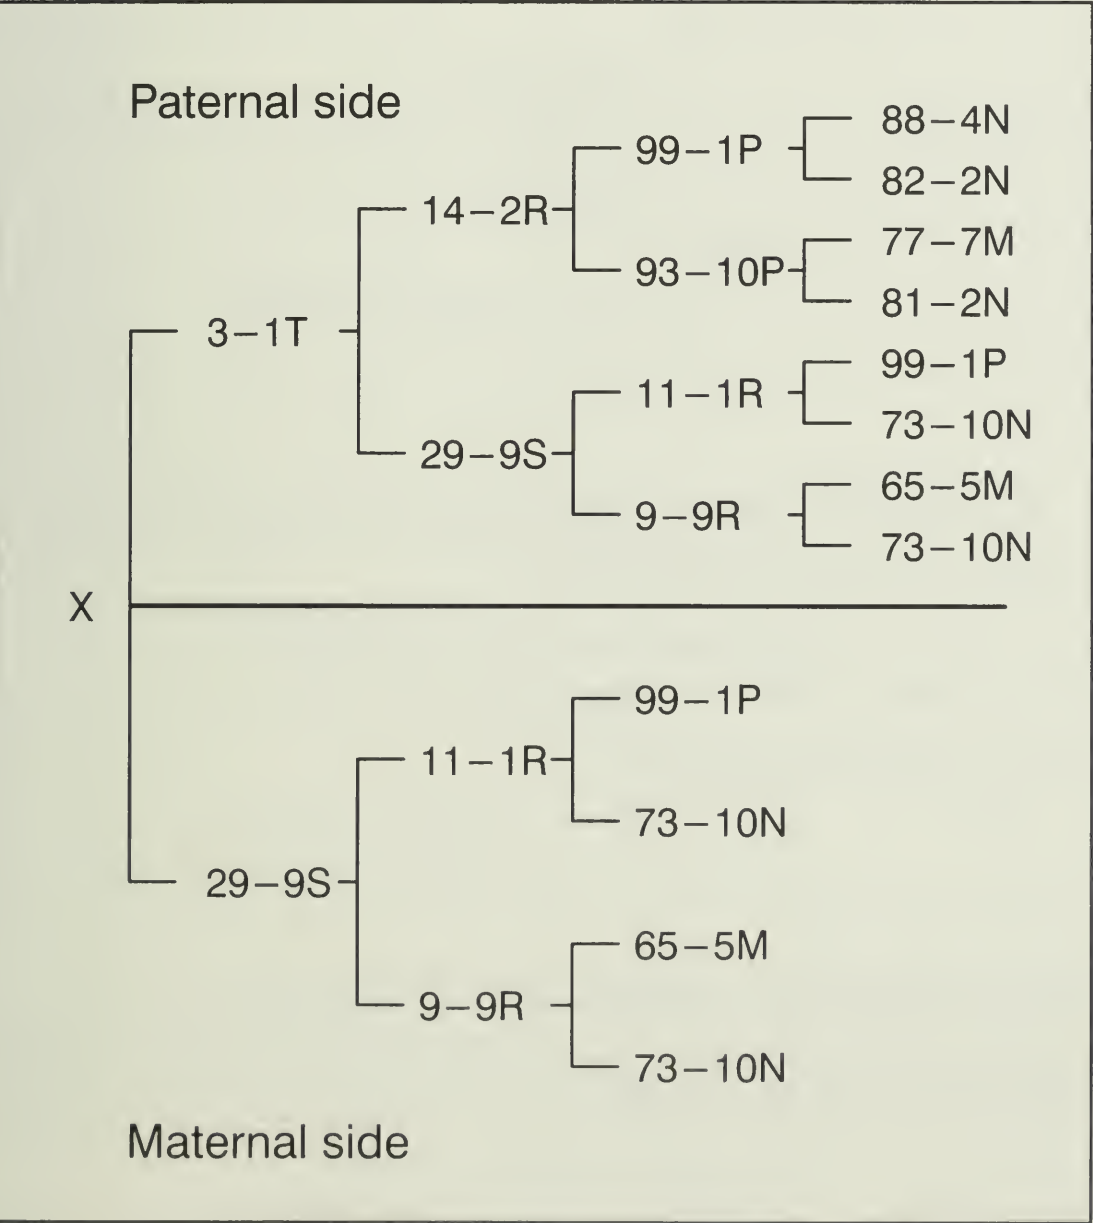 Paternal side
88–4N
99–1P
82–2N
14–2R
77–7M
93–10P
81–2N
3–1T
99–1P
11–1R
73–10N
29–9S
65–5M
9–9R
73–10N
X
99–1P
11–1R
73–10N
29–9S
65–5M
9–9R
73–10N
Maternal side